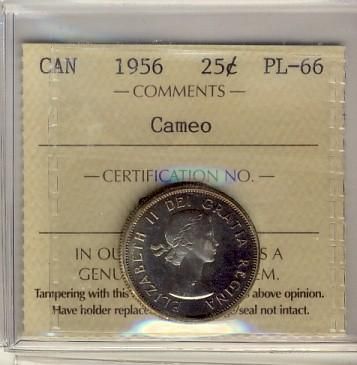 CAN 1956 25¢ PL-66
— COMMENTS —
Cameo
— CERTIFICATION NO. —
ELIZABETH II DEI GRATIA REGINA
IN OU S A
GENU M.
Tampering with this above opinion.
Have holder replace /seal not intact.